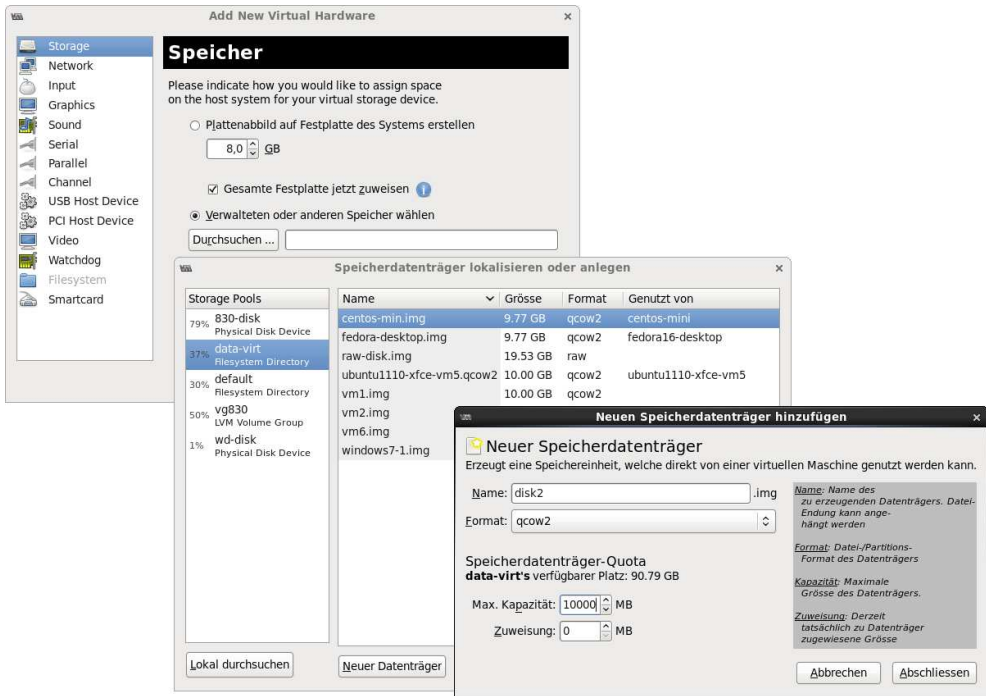 Add New Virtual Hardware
Storage
Network
Input
Graphics
Sound
Serial
Parallel
Channel
USB Host Device
PCI Host Device
Video
Watchdog
Filesystem
Smartcard
Speicher
Please indicate how you would like to assign space
on the host system for your virtual storage device.
Plattenabbild auf Festplatte des Systems erstellen
8,0 GB
Gesamte Festplatte jetzt zuweisen
Verwalteten oder anderen Speicher wählen
Durchsuchen ...
Speicherdatenträger lokalisieren oder anlegen
Storage Pools
79% 830-disk
Physical Disk Device
37% data-virt
Filesystem Directory
30% default
Filesystem Directory
50% vg830
LVM Volume Group
1% wd-disk
Physical Disk Device
Name Grösse Format Genutzt von
centos-min.img 9.77 GB qcow2 centos-mini
fedora-desktop.img 9.77 GB qcow2 fedora16-desktop
raw-disk.img 19.53 GB raw
ubuntu1110-xfce-vm5.qcow2 10.00 GB qcow2 ubuntu1110-xfce-vm5
vm1.img 10.00 GB qcow2
vm2.img
vm6.img
windows7-1.img
Lokal durchsuchen
Neuer Datenträger
Neuen Speicherdatenträger hinzufügen
Neuer Speicherdatenträger
Erzeugt eine Speichereinheit, welche direkt von einer virtuellen Maschine genutzt werden kann.
Name: disk2 .img
Format: qcow2
Speicherdatenträger-Quota
data-virt's verfügbarer Platz: 90.79 GB
Max. Kapazität: 10000 MB
Zuweisung: 0 MB
Name: Name des
zu erzeugenden Datenträgers. Datei-
Endung kann ange-
hängt werden
Format: Datei-/Partitions-
Format des Datenträgers
Kapazität: Maximale
Grösse des Datenträgers.
Zuweisung: Derzeit
tatsächlich zu Datenträger
zugewiesene Grösse
Abbrechen
Abschliessen